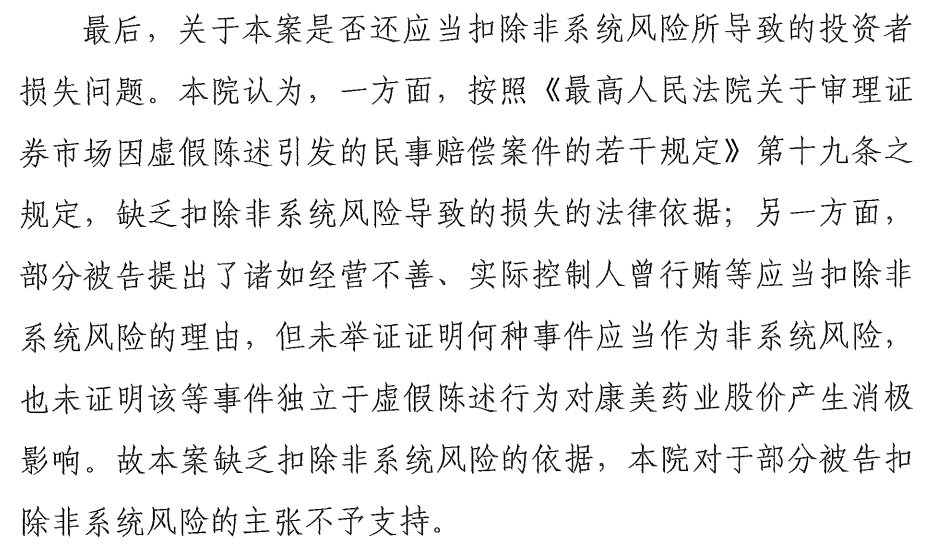 最后，关于本案是否还应当扣除非系统风险所导致的投资者
损失问题。本院认为，一方面，按照《最高人民法院关于审理证
券市场因虚假陈述引发的民事赔偿案件的若干规定》第十九条之
规定，缺乏扣除非系统风险导致的损失的法律依据；另一方面，
部分被告提出了诸如经营不善、实际控制人曾行贿等应当扣除非
系统风险的理由，但未举证证明何种事件应当作为非系统风险，
也未证明该等事件独立于虚假陈述行为对康美药业股价产生消极
影响。故本案缺乏扣除非系统风险的依据，本院对于部分被告扣
除非系统风险的主张不予支持。